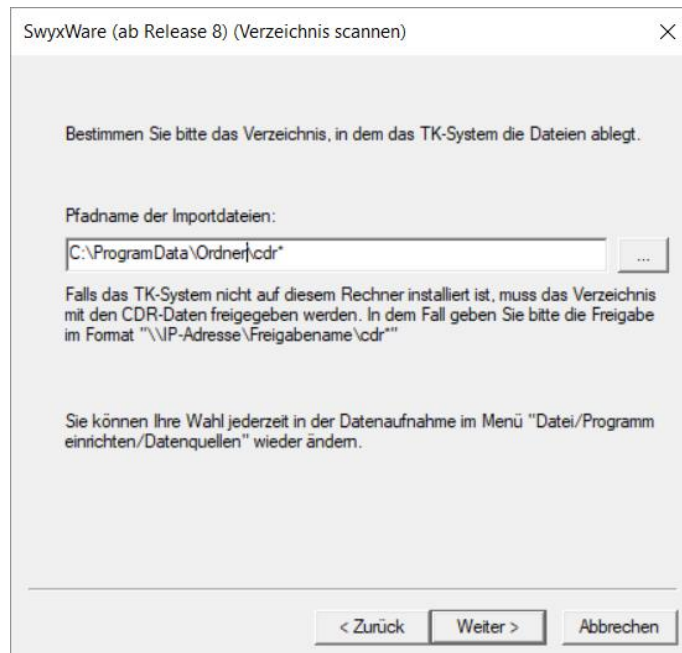 SwyxWare (ab Release 8) (Verzeichnis scannen)
Bestimmen Sie bitte das Verzeichnis, in dem das TK-System die Dateien ablegt.
Pfadname der Importdateien:
C:\ProgramData\Ordner\cdr*
...
Falls das TK-System nicht auf diesem Rechner installiert ist, muss das Verzeichnis
mit den CDR-Daten freigegeben werden. In dem Fall geben Sie bitte die Freigabe
im Format "\\IP-Adresse\Freigabename\cdr*"
Sie können Ihre Wahl jederzeit in der Datenaufnahme im Menü "Datei/Programm
einrichten/Datenquellen" wieder ändern.
< Zurück
Weiter >
Abbrechen